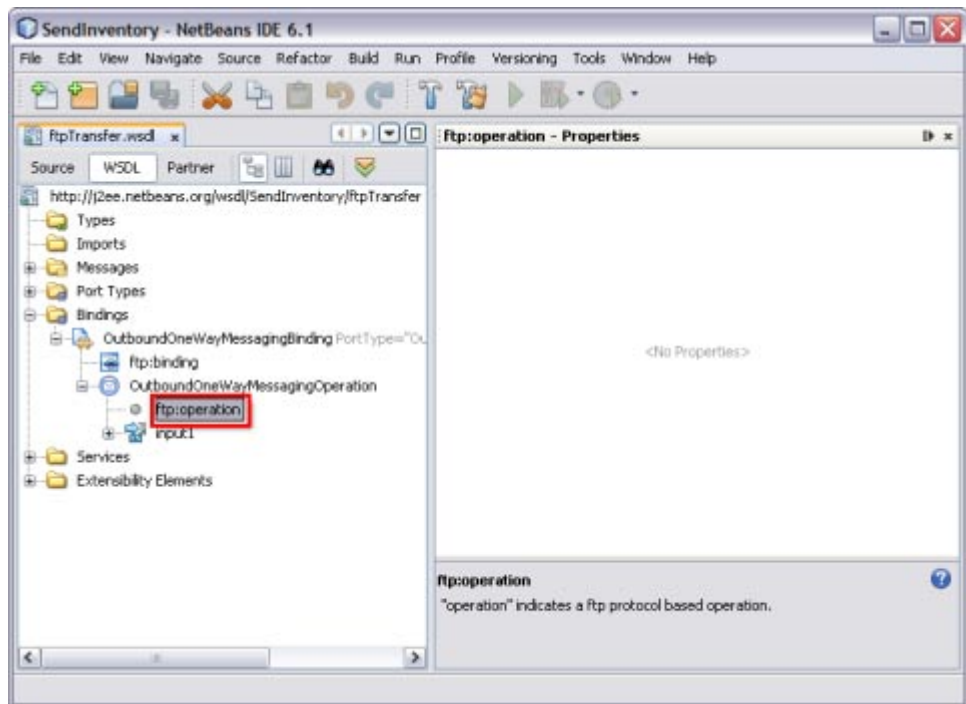 SendInventory - NetBeans IDE 6.1
File Edit View Navigate Source Refactor Build Run Profile Versioning Tools Window Help
ftpTransfer.wsdl
ftp:operation - Properties
Source WSDL Partner
http://j2ee.netbeans.org/wsdl/SendInventory/ftpTransfer
Types
Imports
Messages
Port Types
Bindings
OutboundOneWayMessagingBinding PortType="Ou
<No Properties>
ftp:binding
OutboundOneWayMessagingOperation
ftp:operation
input1
Services
Extensibility Elements
ftp:operation
"operation" indicates a ftp protocol based operation.